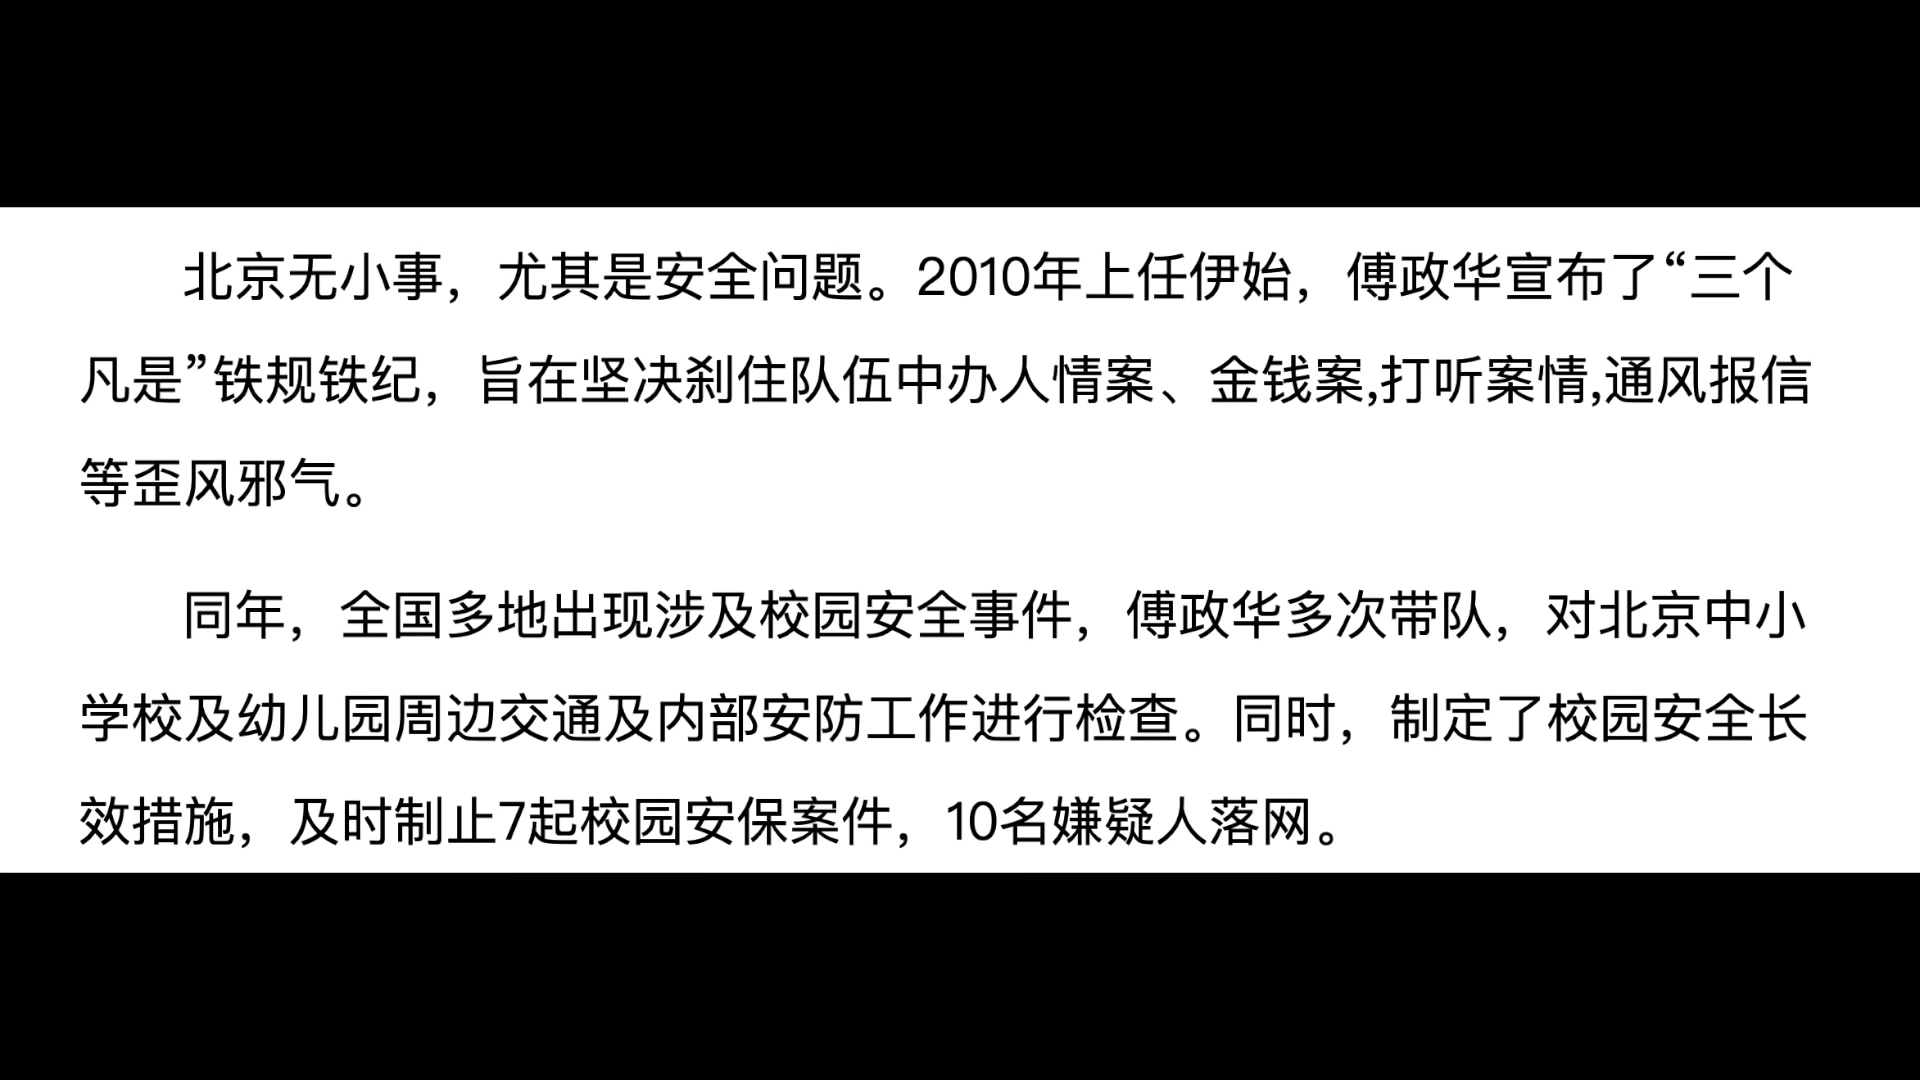 北京无小事，尤其是安全问题。2010年上任伊始，傅政华宣布了“三个
凡是”铁规铁纪，旨在坚决刹住队伍中办人情案、金钱案,打听案情,通风报信
等歪风邪气。
同年，全国多地出现涉及校园安全事件，傅政华多次带队，对北京中小
学校及幼儿园周边交通及内部安防工作进行检查。同时，制定了校园安全长
效措施，及时制止7起校园安保案件，10名嫌疑人落网。